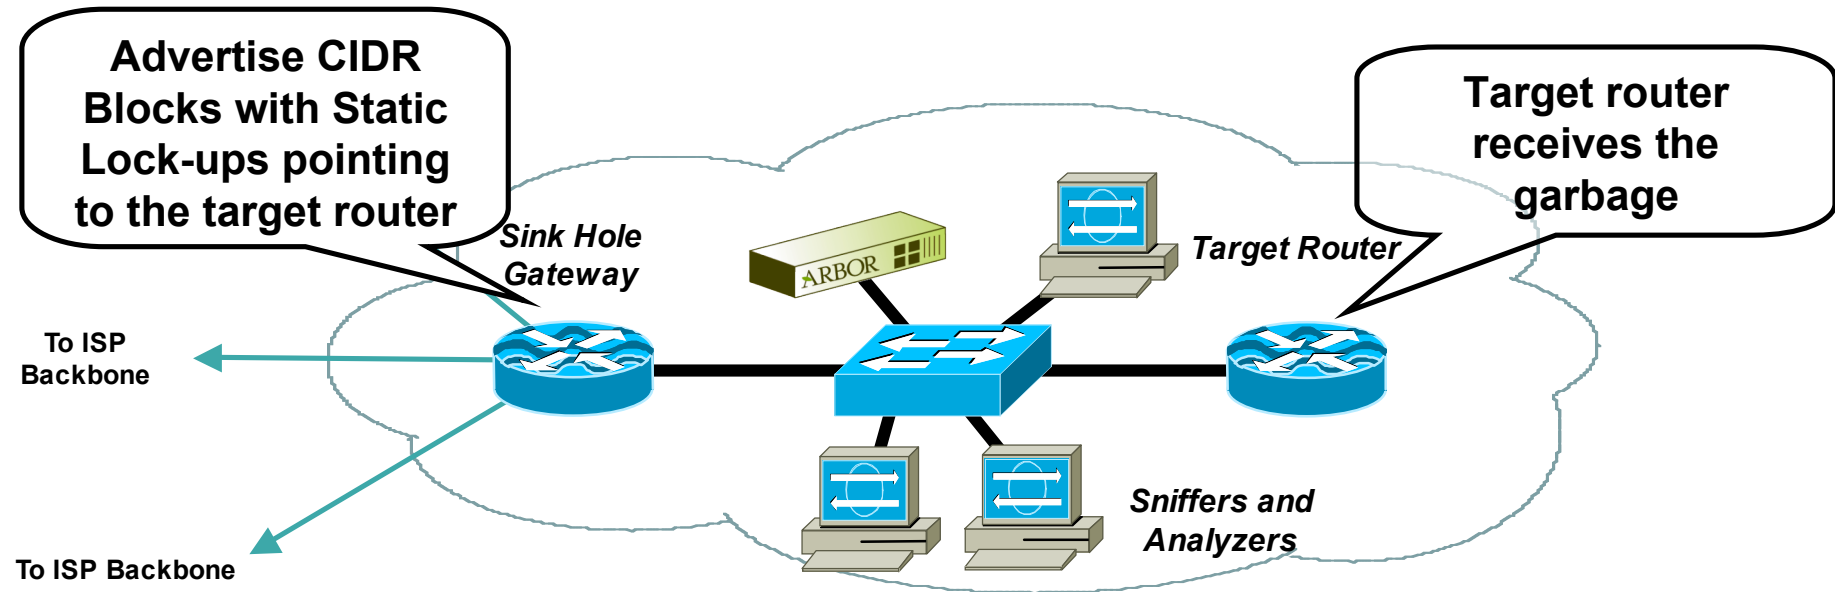 Advertise CIDR
Blocks with Static
Lock-ups pointing
to the target router
Target router
receives the
garbage
Sink Hole
Gateway
ARBOR
Target Router
To ISP
Backbone
Sniffers and
Analyzers
To ISP Backbone